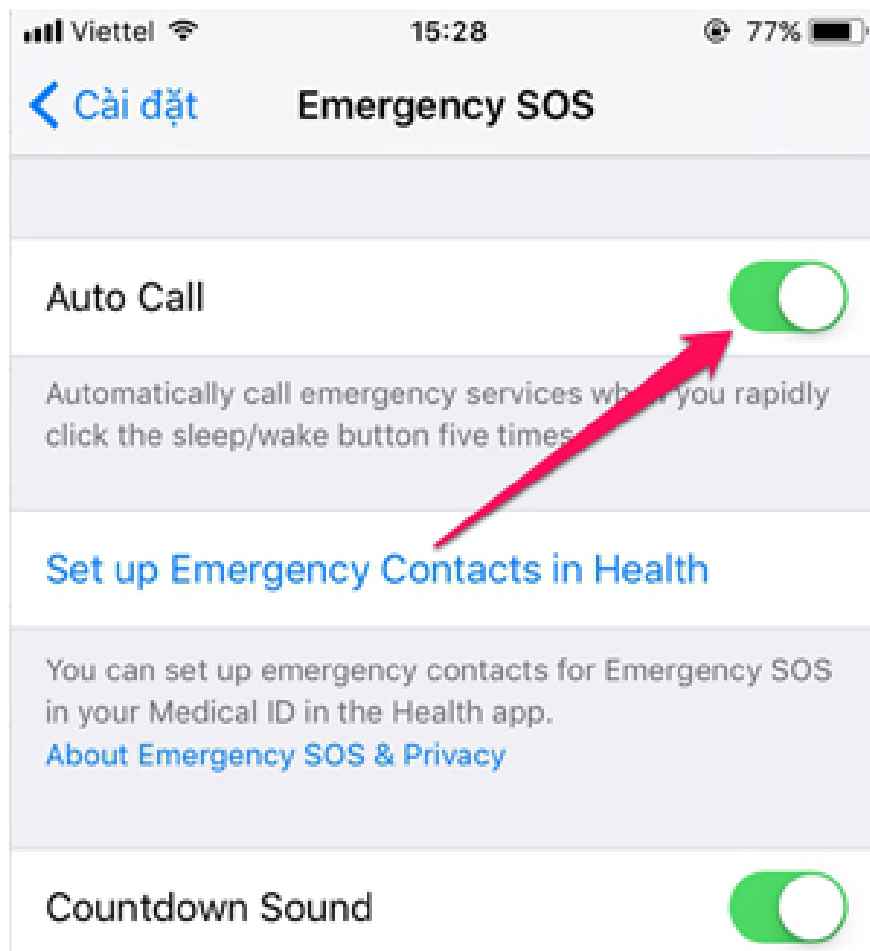 Viettel 15:28 77%
Cài đặt Emergency SOS
Auto Call
Automatically call emergency services when you rapidly
click the sleep/wake button five times
Set up Emergency Contacts in Health
You can set up emergency contacts for Emergency SOS
in your Medical ID in the Health app.
About Emergency SOS & Privacy
Countdown Sound